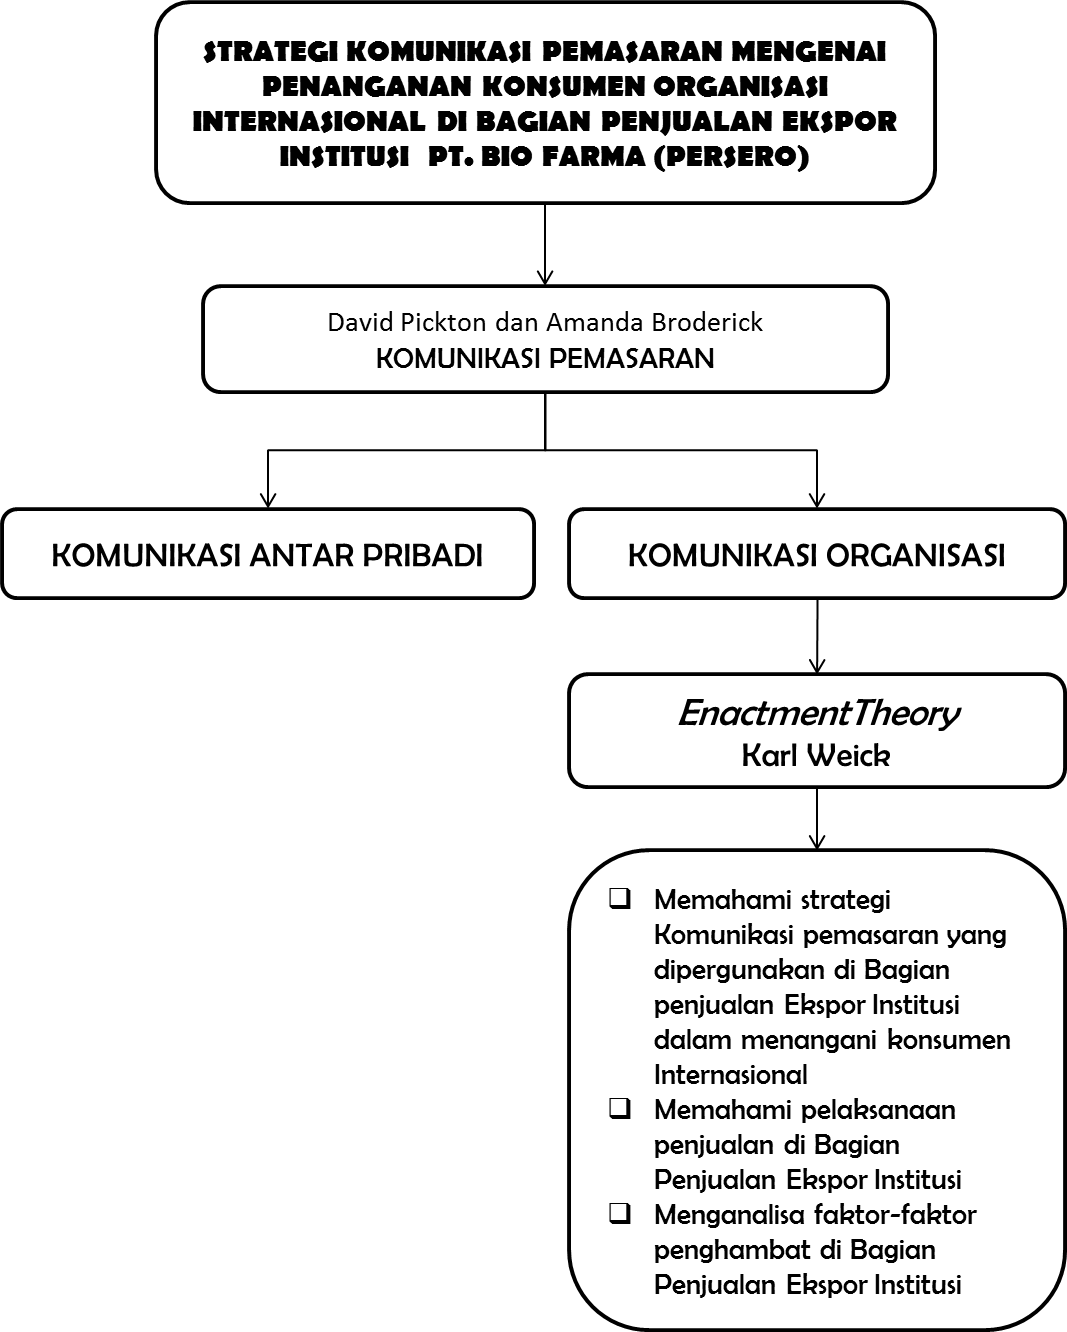 STRATEGI KOMUNIKASI PEMASARAN MENGENAI
PENANGANAN KONSUMEN ORGANISASI
INTERNASIONAL DI BAGIAN PENJUALAN EKSPOR
INSTITUSI PT. BIO FARMA (PERSERO)
David Pickton dan Amanda Broderick
KOMUNIKASI PEMASARAN
KOMUNIKASI ANTAR PRIBADI
KOMUNIKASI ORGANISASI
Enactment Theory
Karl Weick
❑ Memahami strategi
Komunikasi pemasaran yang
dipergunakan di Bagian
penjualan Ekspor Institusi
dalam menangani konsumen
Internasional
❑ Memahami pelaksanaan
penjualan di Bagian
Penjualan Ekspor Institusi
❑ Menganalisa faktor-faktor
penghambat di Bagian
Penjualan Ekspor Institusi